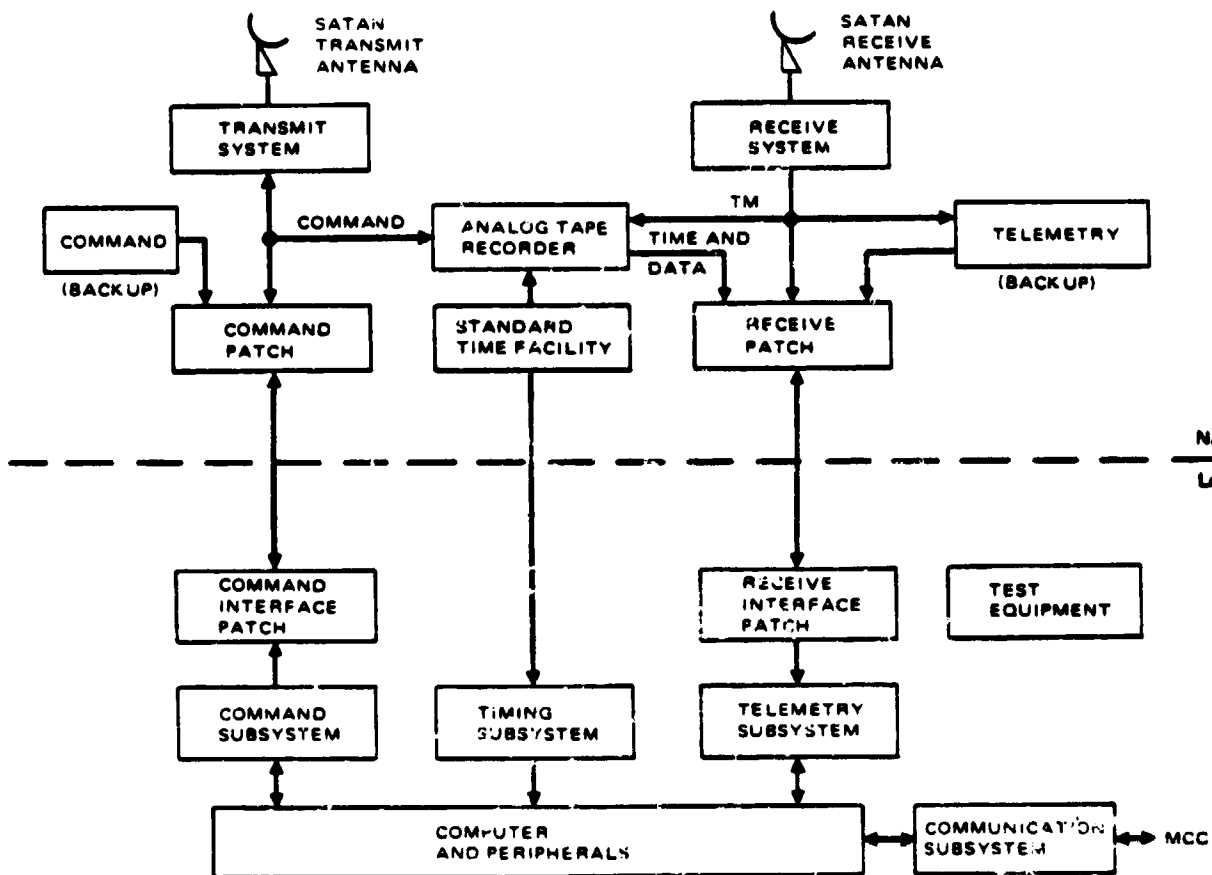 SATAN
TRANSMIT
ANTENNA
SATAN
RECEIVE
ANTENNA
TRANSMIT
SYSTEM
RECEIVE
SYSTEM
COMMAND
(BACKUP)
COMMAND
ANALOG TAPE
RECORDER
TM
TIME AND
DATA
TELEMETRY
(BACKUP)
COMMAND
PATCH
STANDARD
TIME FACILITY
RECEIVE
PATCH
COMMAND
INTERFACE
PATCH
RECEIVE
INTERFACE
PATCH
TEST
EQUIPMENT
COMMAND
SUBSYSTEM
TIMING
SUBSYSTEM
TELEMETRY
SUBSYSTEM
COMPUTER
AND PERIPHERALS
COMMUNICATION
SUBSYSTEM
MCC